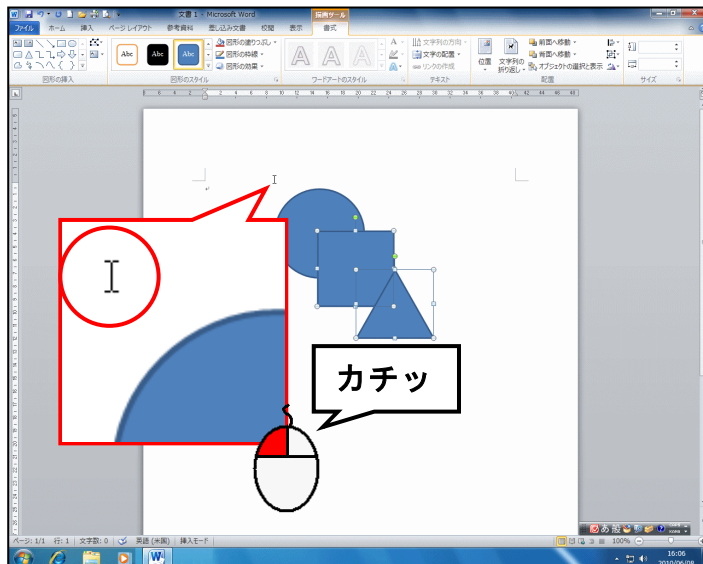 文書 1 - Microsoft Word
描画ツール
ファイル ホーム 挿入 ページ レイアウト 参考資料 差し込み文書 校閲 表示 書式
Abc Abc Abc
図形の塗りつぶし
図形の枠線
図形の効果
文字列の方向
文字の配置
リンクの作成
位置
文字列の
折り返し
前面へ移動
背面へ移動
オブジェクトの選択と表示
図形の挿入 図形のスタイル ワードアートのスタイル テキスト 配置 サイズ
カチッ
あ 般
ページ: 1/1 行: 1 文字数: 0 英語 (米国) 挿入モード 100%
16:06
2010/06/08